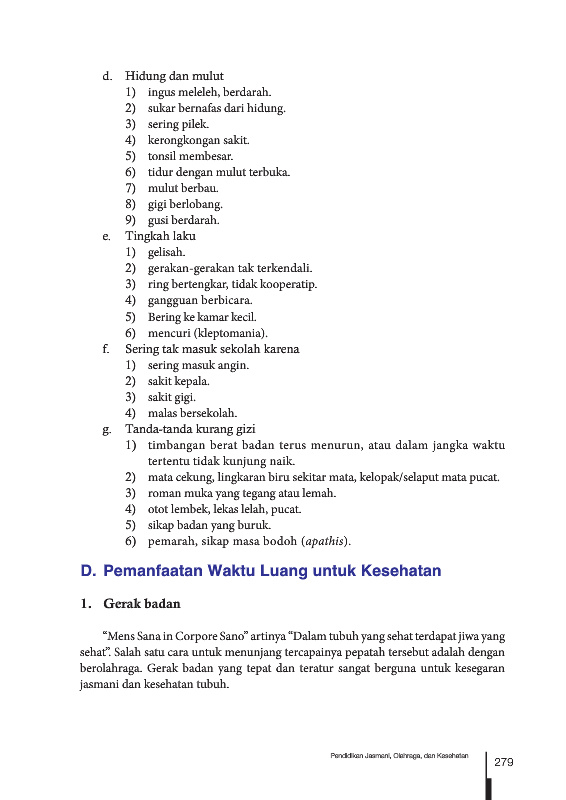 d. Hidung dan mulut
1) ingus meleleh, berdarah.
2) sukar bernafas dari hidung.
3) sering pilek.
4) kerongkongan sakit.
5) tonsil membesar.
6) tidur dengan mulut terbuka.
7) mulut berbau.
8) gigi berlobang.
9) gusi berdarah.
e. Tingkah laku
1) gelisah.
2) gerakan-gerakan tak terkendali.
3) ring bertengkar, tidak kooperatip.
4) gangguan berbicara.
5) Bering ke kamar kecil.
6) mencuri (kleptomania).
f. Sering tak masuk sekolah karena
1) sering masuk angin.
2) sakit kepala.
3) sakit gigi.
4) malas bersekolah.
g. Tanda-tanda kurang gizi
1) timbangan berat badan terus menurun, atau dalam jangka waktu
tertentu tidak kunjung naik.
2) mata cekung, lingkaran biru sekitar mata, kelopak/selaput mata pucat.
3) roman muka yang tegang atau lemah.
4) otot lembek, lekas lelah, pucat.
5) sikap badan yang buruk.
6) pemarah, sikap masa bodoh (apathis).
D. Pemanfaatan Waktu Luang untuk Kesehatan
1. Gerak badan
“Mens Sana in Corpore Sano” artinya “Dalam tubuh yang sehat terdapat jiwa yang
sehat”. Salah satu cara untuk menunjang tercapainya pepatah tersebut adalah dengan
berolahraga. Gerak badan yang tepat dan teratur sangat berguna untuk kesegaran
jasmani dan kesehatan tubuh.
Pendidikan Jasmani, Olehraga, dan Kesehatan
279